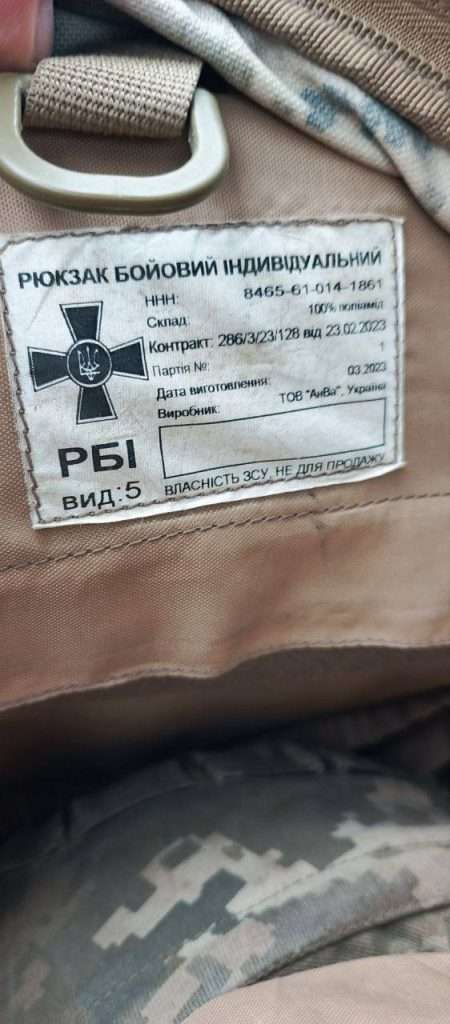 РЮКЗАК БОЙОВИЙ ІНДИВІДУАЛЬНИЙ
ННН: 8465-61-014-1861
Склад: 100% поліамід
Контракт: 286/3/23/128 від 23.02.2023
Партія №: 1
Дата виготовлення: 03.2023
Виробник: ТОВ "АнВа", Україна
РБІ
ВИД:5
ВЛАСНІСТЬ ЗСУ, НЕ ДЛЯ ПРОДАЖУ